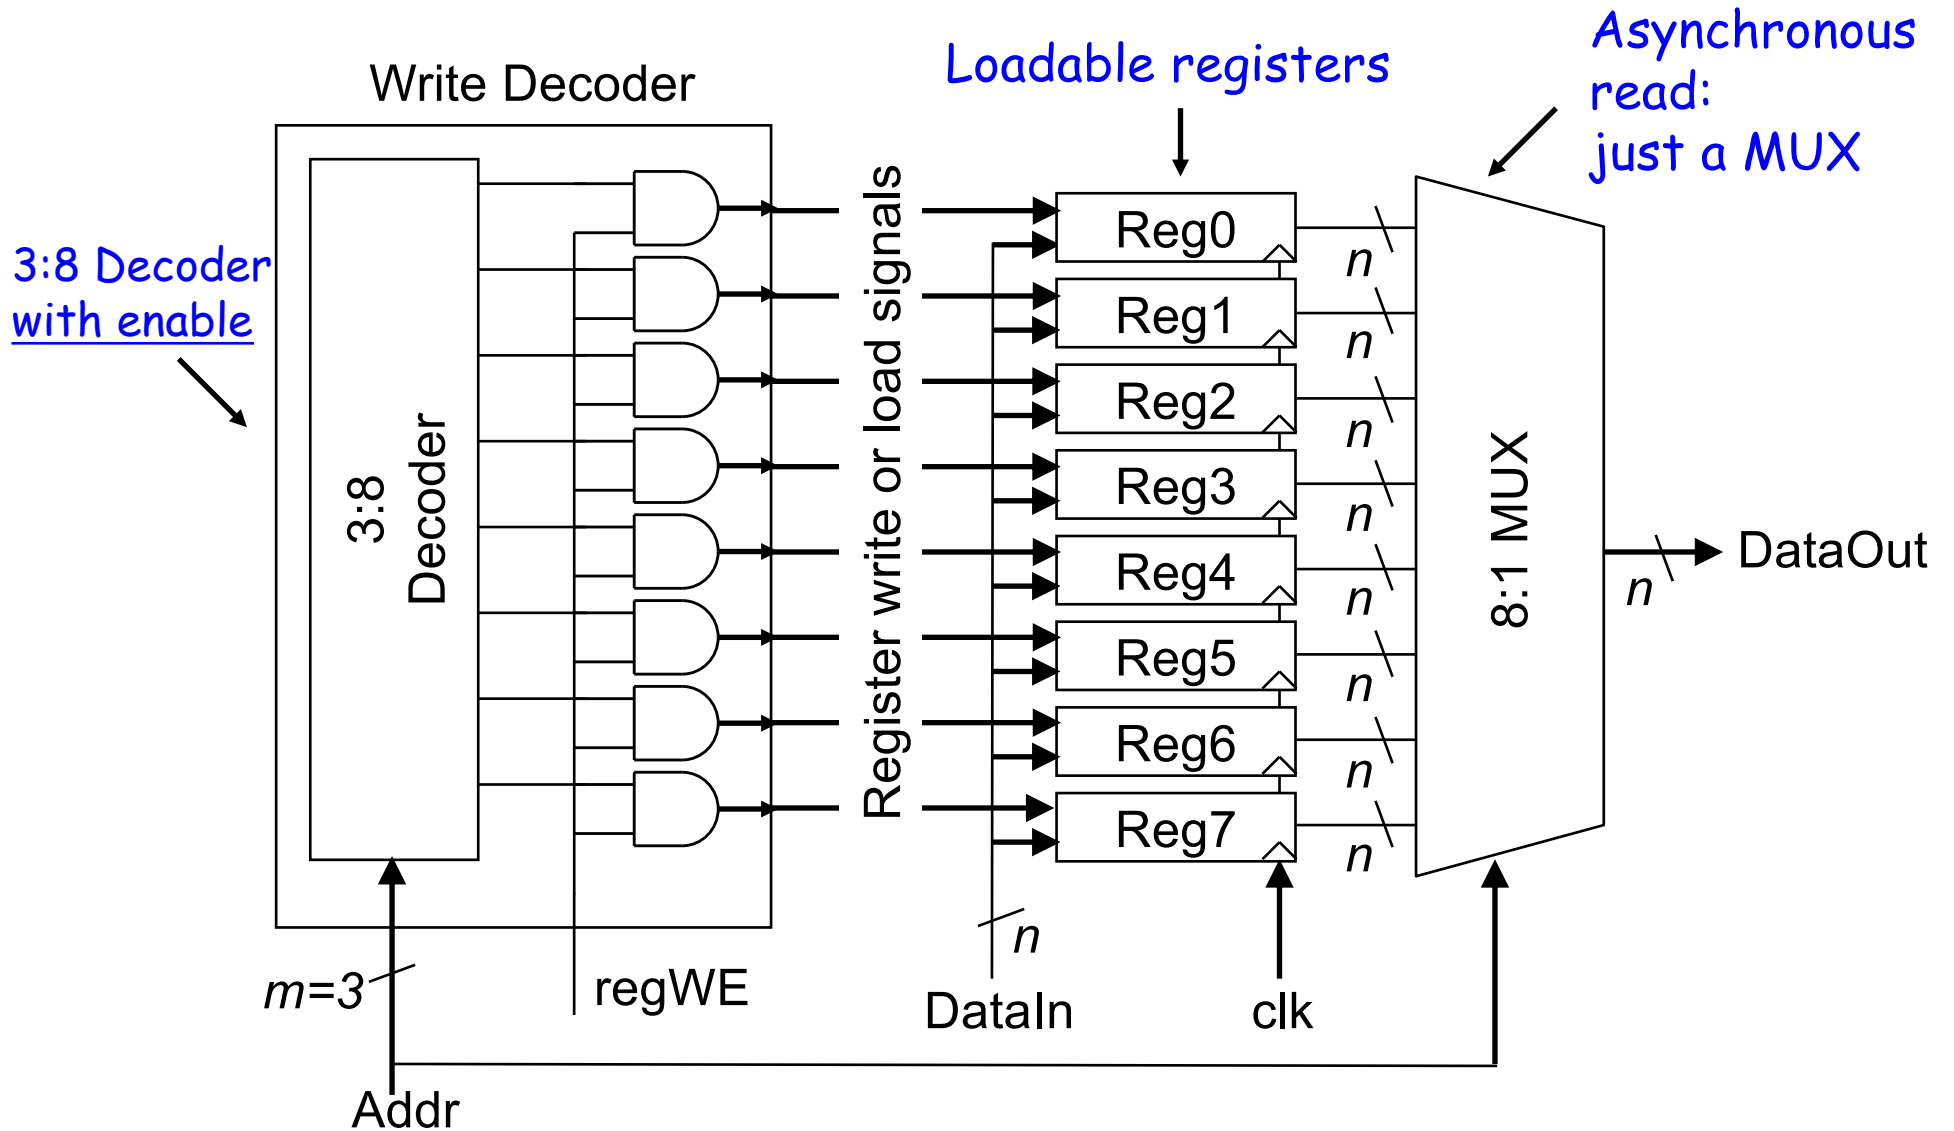 Write Decoder
Loadable registers
Asynchronous
read:
just a MUX
3:8 Decoder
with enable
3:8
Decoder
Register write or load signals
Reg0
Reg1
Reg2
Reg3
Reg4
Reg5
Reg6
Reg7
n
n
n
n
n
n
n
n
8:1 MUX
n
DataOut
m=3
regWE
n
DataIn
clk
Addr